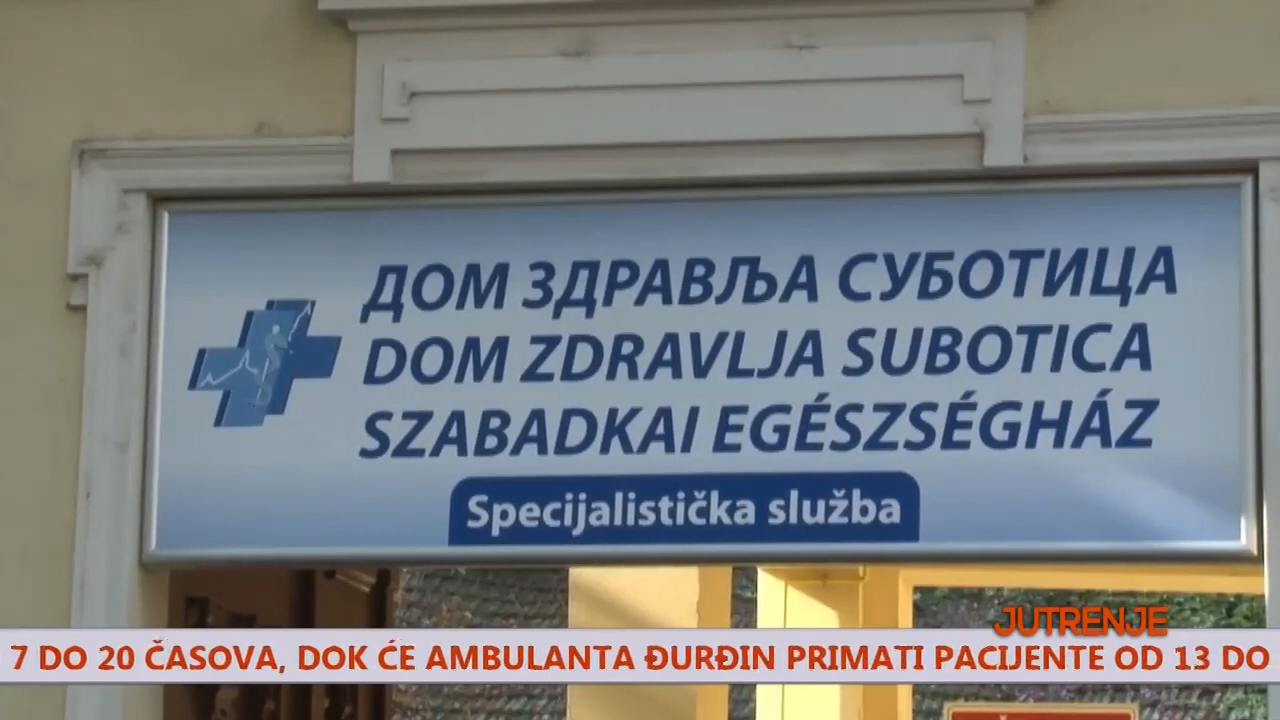 ДОМ ЗДРАВЉА СУБОТИЦА
DOM ZDRAVLJA SUBOTICA
SZABADKAI EGÉSZSÉGHÁZ
Specijalistička služba
JUTRENJE
7 DO 20 ČASOVA, DOK ĆE AMBULANTA ĐURĐIN PRIMATI PACIJENTE OD 13 DO